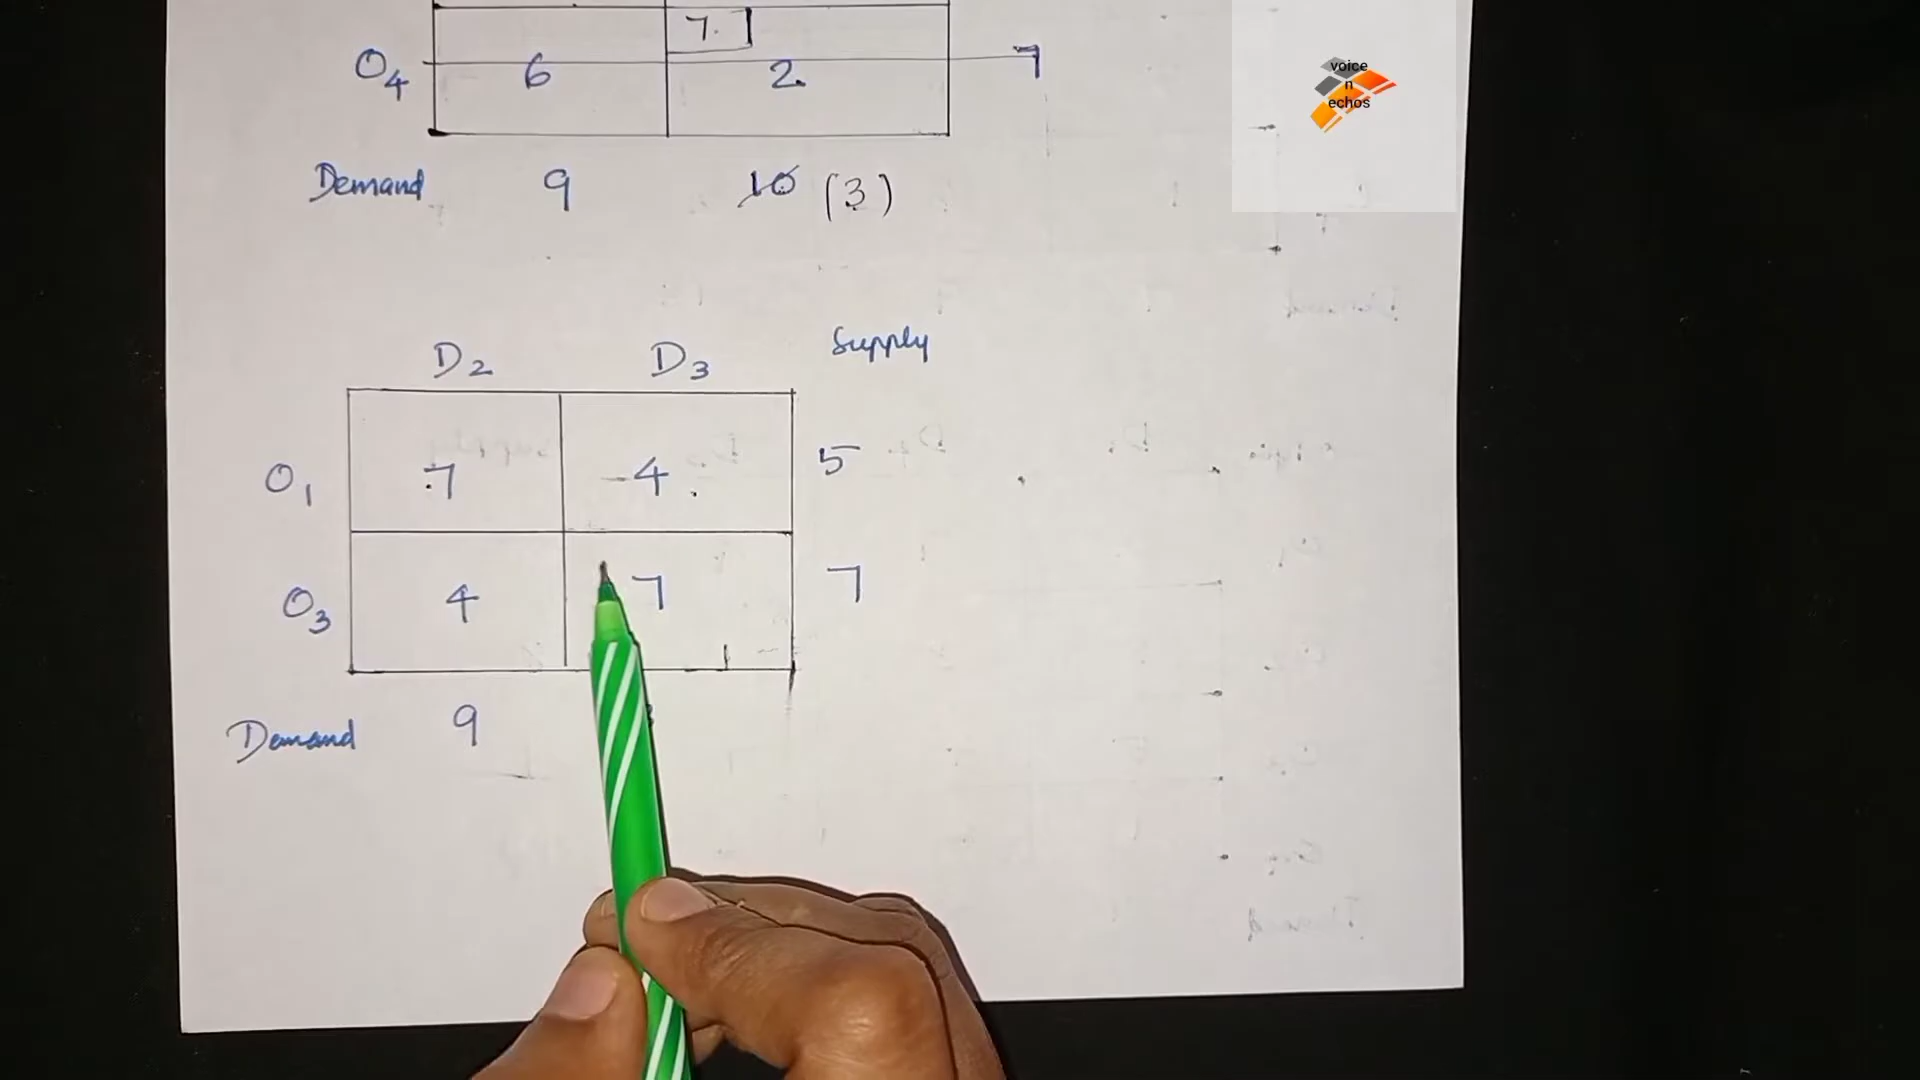 7.
O4 6 2 7
Demand 9 10 (3)
voice
n
echos
D2 D3 Supply
O1 7 4 5
O3 4 7 7
Demand 9